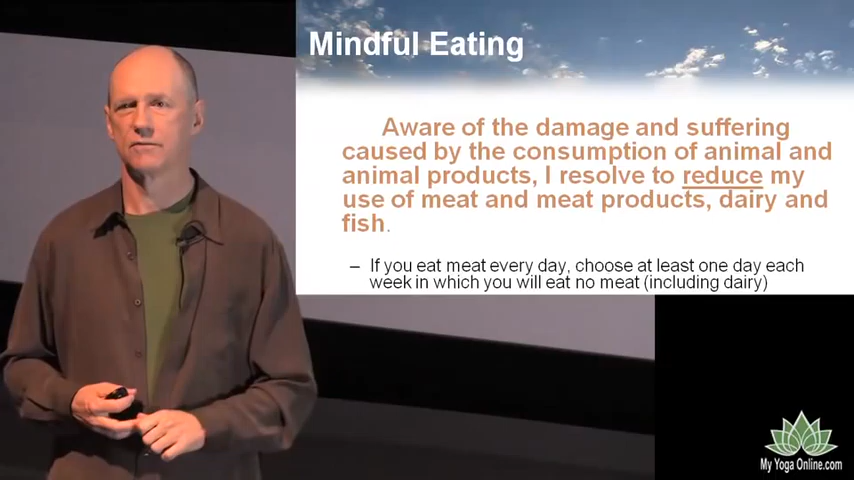 Mindful Eating
Aware of the damage and suffering
caused by the consumption of animal and
animal products, I resolve to reduce my
use of meat and meat products, dairy and
fish.
– If you eat meat every day, choose at least one day each
week in which you will eat no meat (including dairy)
My Yoga Online.com